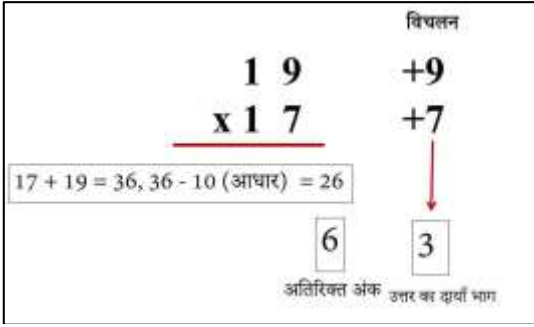 विचलन
1 9 +9
x 1 7 +7
17 + 19 = 36, 36 - 10 (आधार) = 26
6 3
अतिरिक्त अंक उत्तर का दायाँ भाग